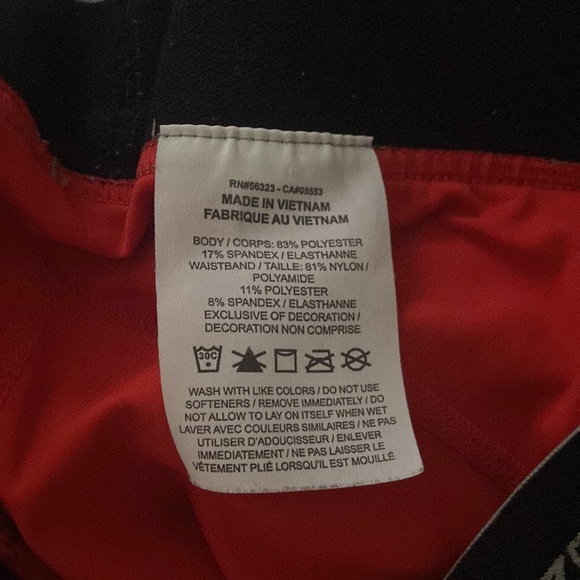 RN#56323 - CA#05553
MADE IN VIETNAM
FABRIQUE AU VIETNAM
BODY / CORPS: 83% POLYESTER
17% SPANDEX / ELASTHANNE
WAISTBAND / TAILLE: 81% NYLON /
POLYAMIDE
11% POLYESTER
8% SPANDEX / ELASTHANNE
EXCLUSIVE OF DECORATION /
DECORATION NON COMPRISE
30C
WASH WITH LIKE COLORS / DO NOT USE
SOFTENERS / REMOVE IMMEDIATELY / DO
NOT ALLOW TO LAY ON ITSELF WHEN WET
LAVER AVEC COULEURS SIMILAIRES / NE PAS
UTILISER D'ADOUCISSEUR / ENLEVER
IMMEDIATEMENT / NE PAS LAISSER LE
VÊTEMENT PLIÉ LORSQU'IL EST MOUILLÉ